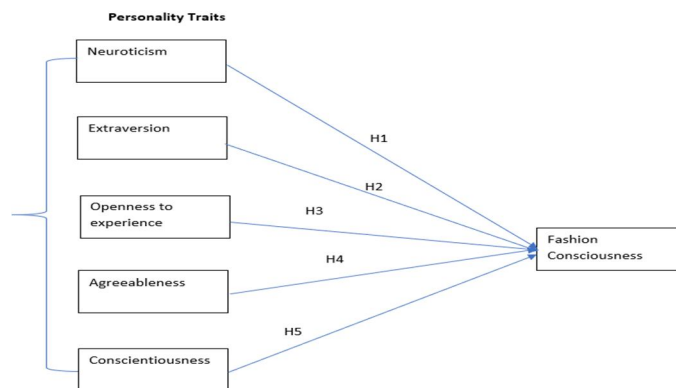 Personality Traits
Neuroticism
Extraversion
Openness to
experience
Agreeableness
Conscientiousness
H1
H2
H3
H4
H5
Fashion
Consciousness